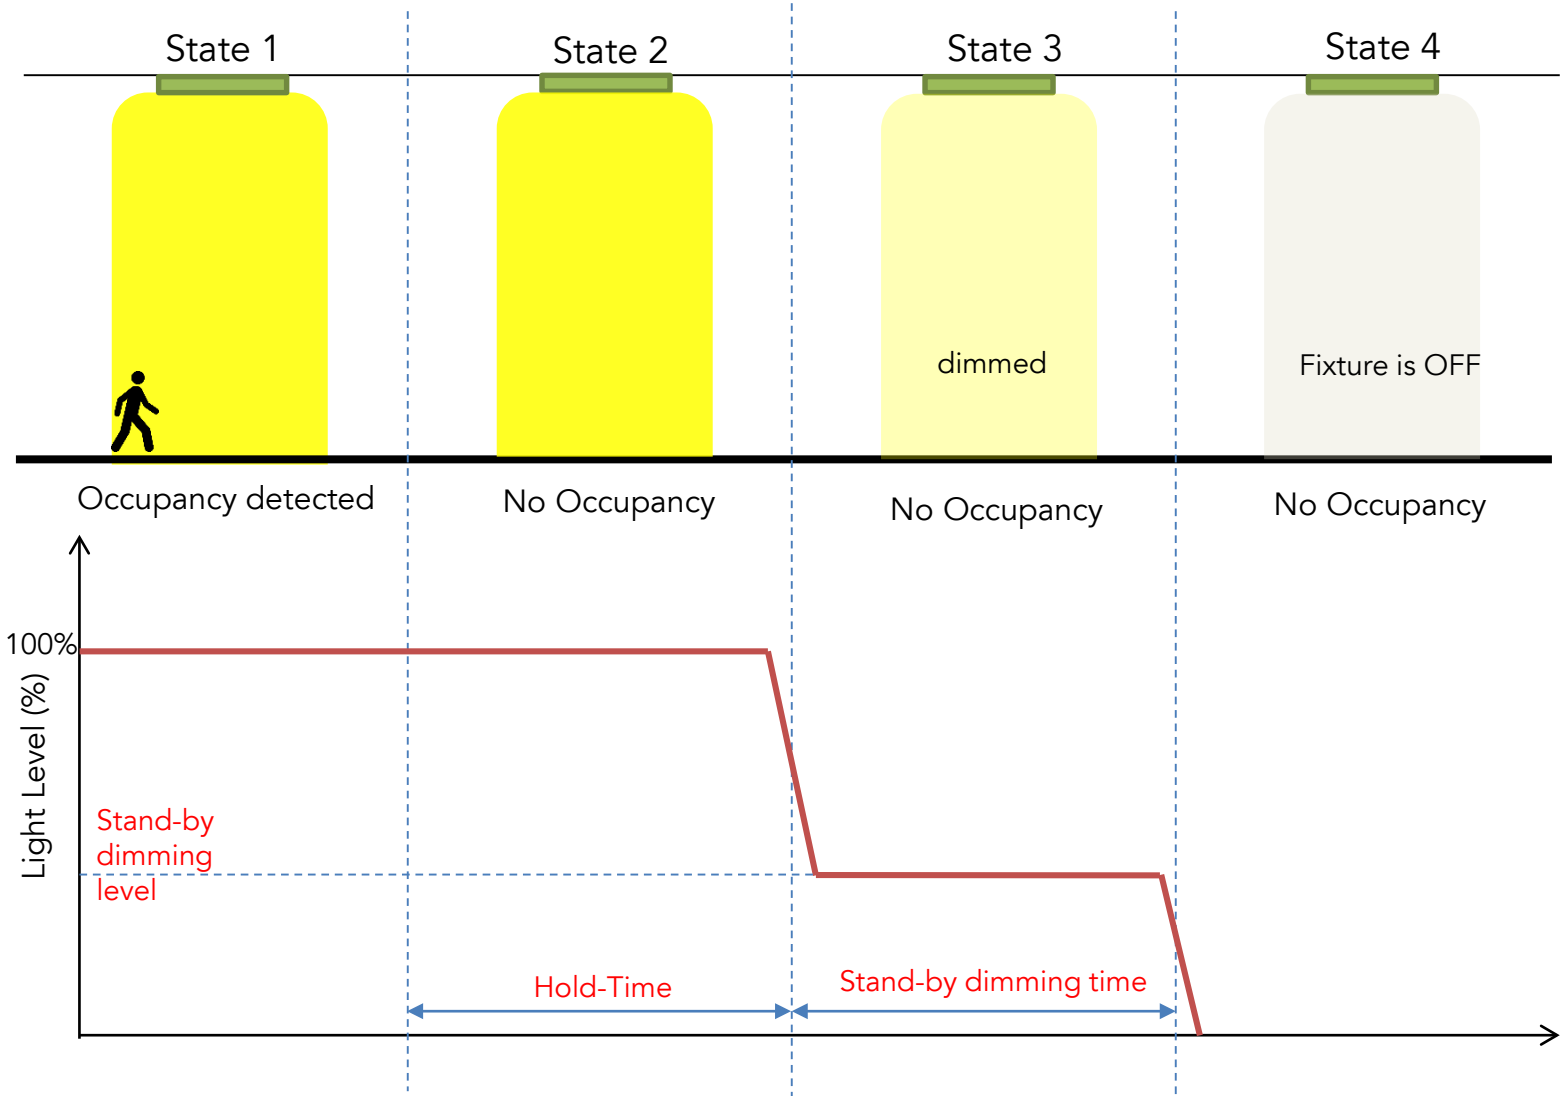 State 1
State 2
State 3
State 4
dimmed
Fixture is OFF
Occupancy detected
No Occupancy
No Occupancy
No Occupancy
100%
Light Level (%)
Stand-by
dimming
level
Hold-Time
Stand-by dimming time